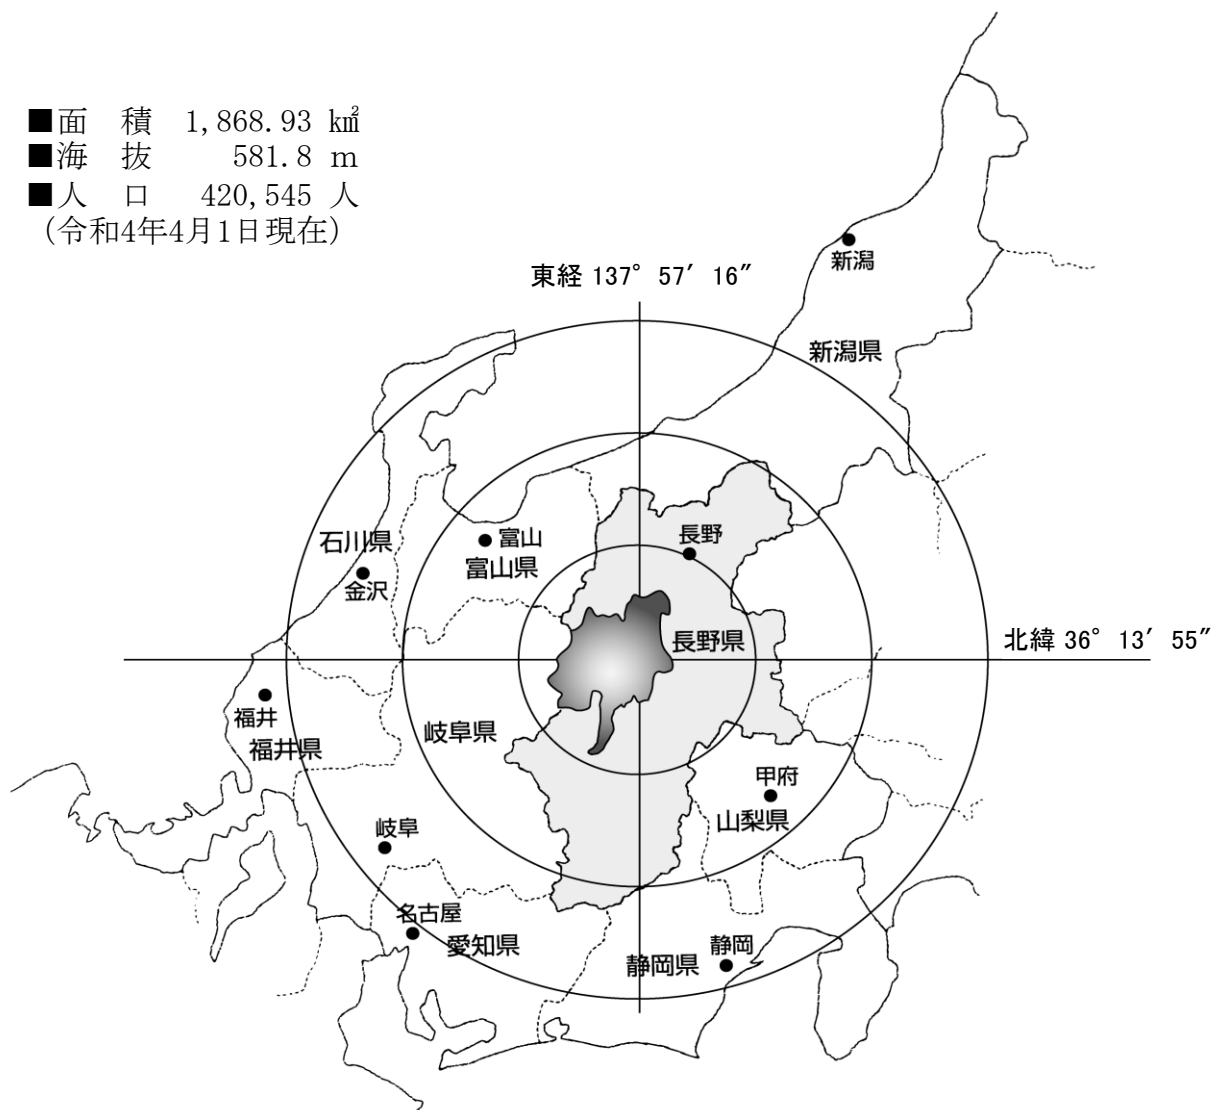 ■面 積 1,868.93 ㎢
■海 抜 581.8 m
■人 口 420,545 人
(令和4年4月1日現在)
新潟
東経 137° 57′ 16″
新潟県
長野
石川県
富山
富山県
金沢
長野県
北緯 36° 13′ 55″
福井
福井県
岐阜県
甲府
山梨県
岐阜
名古屋
愛知県
静岡
静岡県